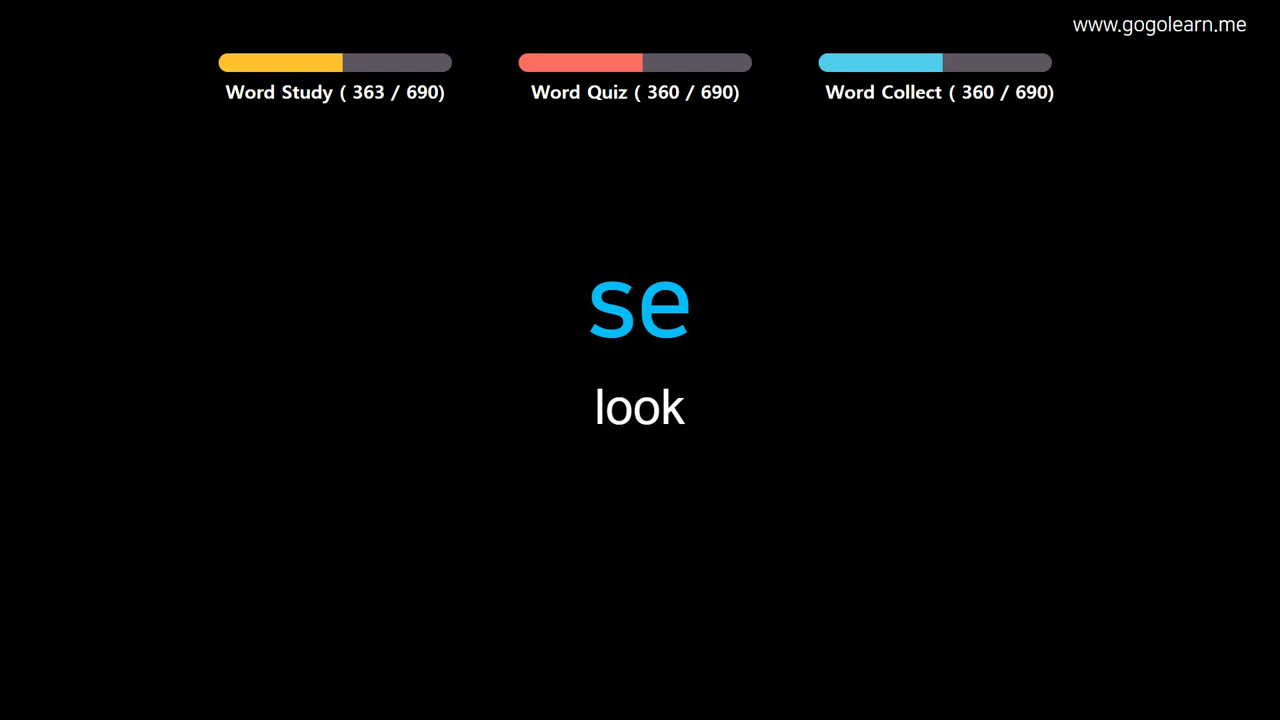 www.gogolearn.me
Word Study ( 363 / 690)
Word Quiz ( 360 / 690)
Word Collect ( 360 / 690)
se
look